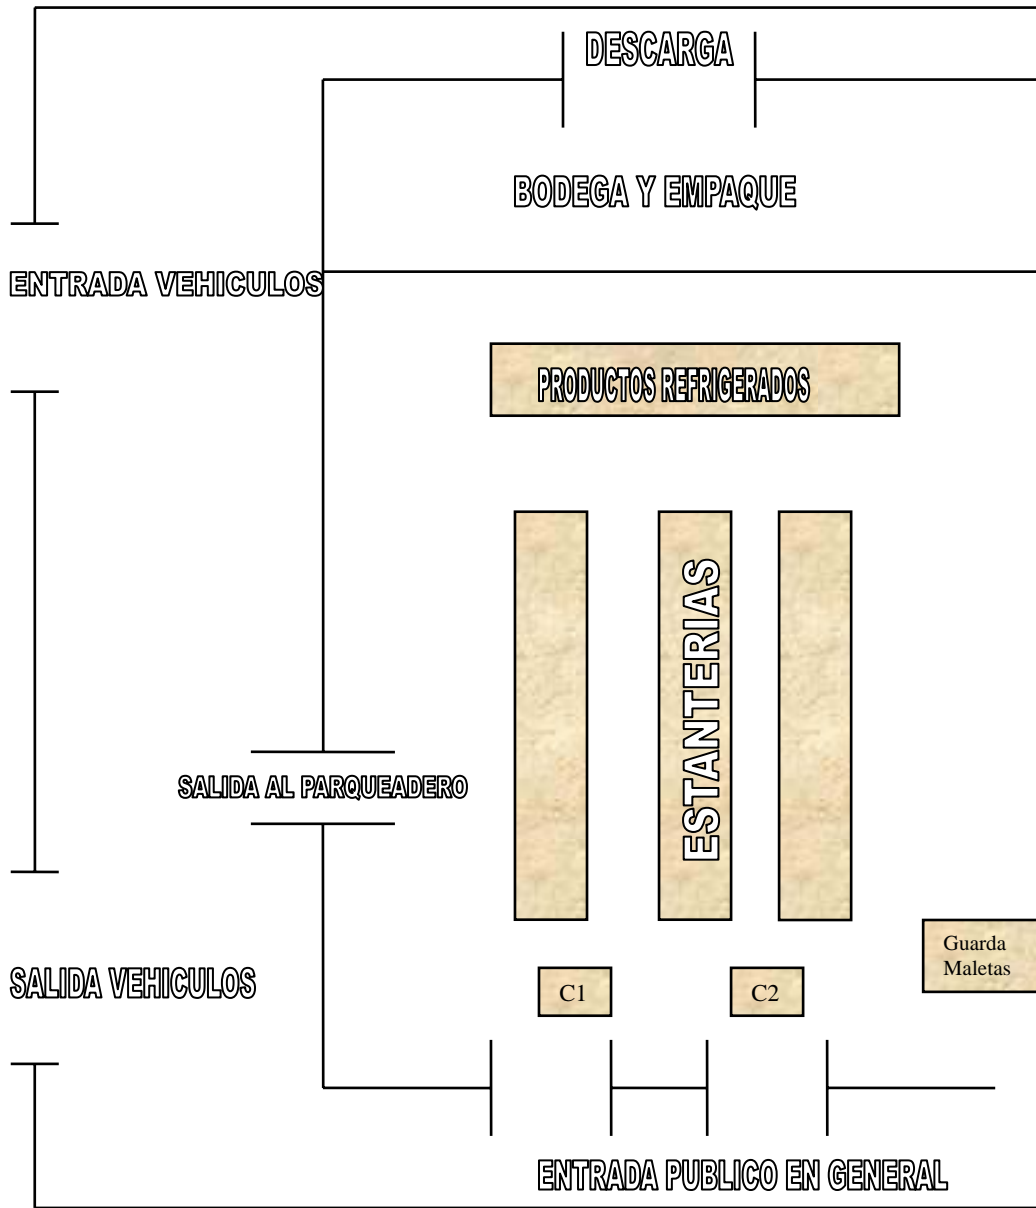 DESCARGA
BODEGA Y EMPAQUE
ENTRADA VEHICULOS
PRODUCTOS REFRIGERADOS
ESTANTERIAS
SALIDA AL PARQUEADERO
Guarda
Maletas
SALIDA VEHICULOS
C1
C2
ENTRADA PUBLICO EN GENERAL